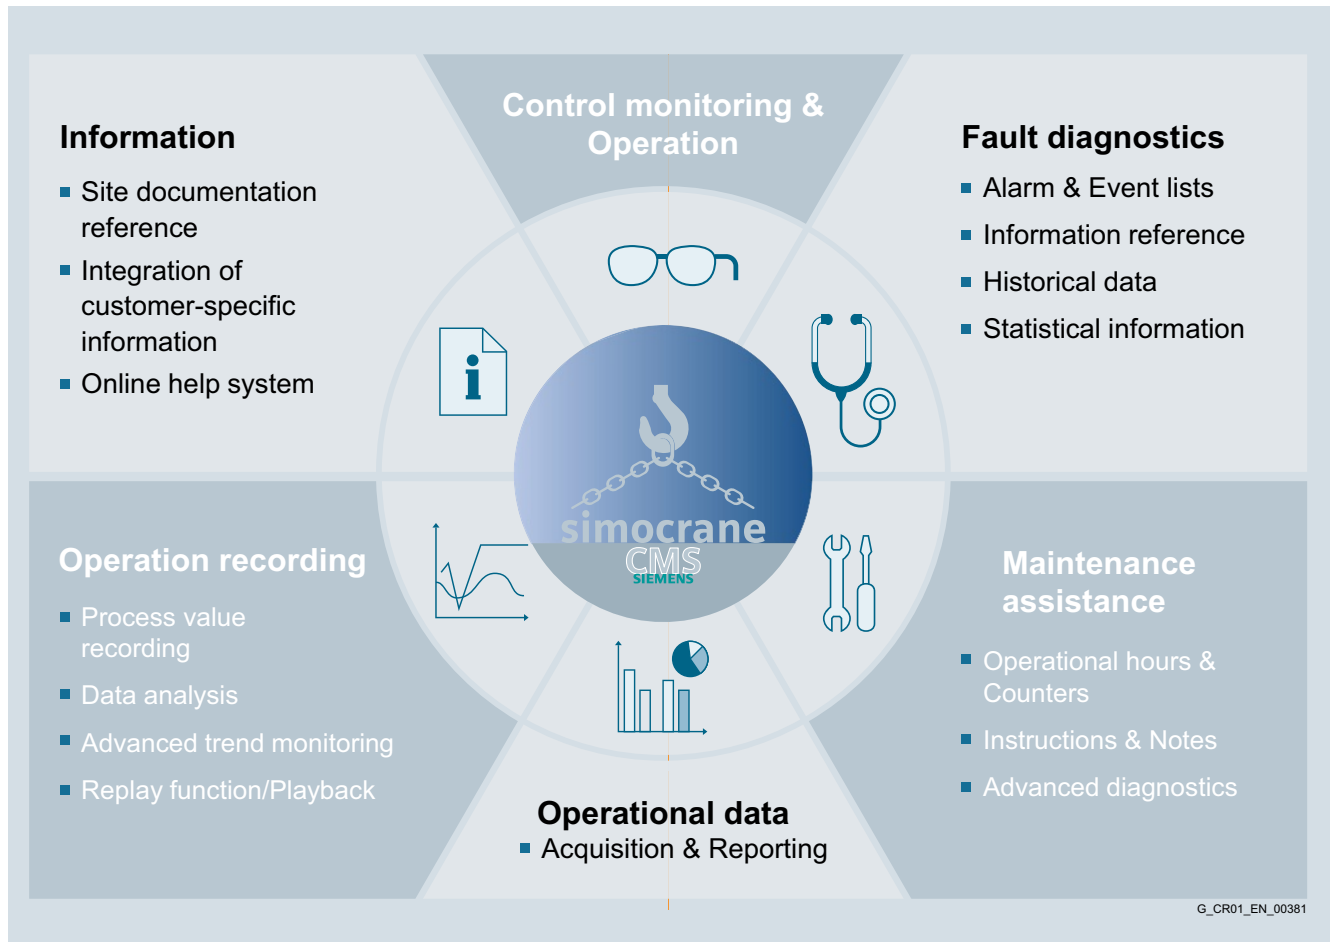 Control monitoring &
Operation
Information
Site documentation
reference
Integration of
customer-specific
information
Online help system
Fault diagnostics
Alarm & Event lists
Information reference
Historical data
Statistical information
i
simocrane
CMS
SIEMENS
Operation recording
Process value
recording
Data analysis
Advanced trend monitoring
Replay function/Playback
Maintenance
assistance
Operational hours &
Counters
Instructions & Notes
Advanced diagnostics
Operational data
Acquisition & Reporting
G_CR01_EN_00381